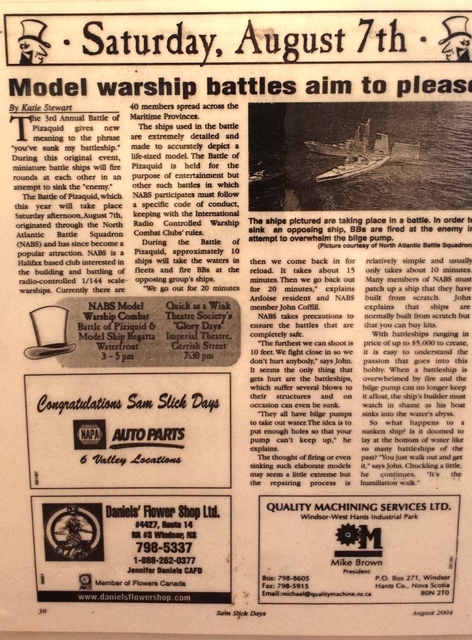 Saturday, August 7th
Model warship battles aim to please
By Katie Stewart
The 3rd Annual Battle of
Pizaquid gives new
meaning to the phrase
"you've sunk my battleship."
During this original event,
miniature battle ships will fire
rounds at each other in an
attempt to sink the "enemy."
The Battle of Pizaquid, which
this year will take place
Saturday afternoon, August 7th,
originated through the North
Atlantic Battle Squadron
(NABS) and has since become a
popular attraction. NABS is a
Halifax based club interested in
the building and battling of
radio-controlled 1/144 scale
warships. Currently there are
40 members spread across the
Maritime Provinces.
The ships used in the battle
are extremely detailed and
made to accurately depict a
life-sized model. The Battle of
Pizaquid is held for the
purpose of entertainment but
other such battles in which
NABS participates must follow
a specific code of conduct,
keeping with the International
Radio Controlled Warship
Combat Clubs' rules.
During the Battle of
Pizaquid, approximately 10
ships will take the waters in
fleets and fire BBs at the
opposing group's ships.
"We go out for 20 minutes
The ships pictured are taking place in a battle. In order to
sink an opposing ship, BBs are fired at the enemy in
attempt to overwhelm the bilge pump.
(Picture courtesy of North Atlantic Battle Squadron
then we come back in for
reload. It takes about 15
minutes. Then we go back out
for 20 minutes," explains
Ardoise resident and NABS
member John Coffill.
NABS takes precautions to
ensure the battles that are
completely safe.
"The furthest we can shoot is
10 feet. We fight close in so we
don't hurt anybody," says John.
It seems the only thing that
gets hurt are the battleships,
which suffer several blows to
their structures and on
occasion can even be sunk.
"They all have bilge pumps
to take out water. The idea is to
put enough holes so that your
pump can't keep up," he
explains.
The thought of firing or even
sinking such elaborate models
may seem a little extreme but
the repairing process is
relatively simple and usually
only takes about 10 minutes.
Many members of NABS must
patch up a ship that they have
built from scratch. John
explains that ships are
normally built from scratch but
that you can buy kits.
With battleships ranging in
price of up to $5,000 to create,
it is easy to understand the
passion that goes into this
hobby. When a battleship is
overwhelmed by fire and the
bilge pump can no longer keep
it afloat, the ship's builder must
watch in shame as his boat
sinks into the water's abyss.
So what happens to a
sunken ship? Is it doomed to
lay at the bottom of water like
so many battleships of the
past? "You just walk out and get
it," says John. Chuckling a little,
he continues, "It's the
humiliation walk."
NABS Model
Warship Combat
Battle of Piziquid &
Model Ship Regatta
Waterfront
3 - 5 pm
Quick as a Wink
Theatre Society's
"Glory Days"
Imperial Theatre,
Gerrish Street
7:30 pm
Congratulations Sam Slick Days
NAPA AUTO PARTS
6 Valley Locations
Daniels' Flower Shop Ltd.
#4427, Route 14
RR #3 Windsor, NS
798-5337
1-888-262-0377
Jennifer Daniels CAFD
Member of Flowers Canada
www.danielsflowershop.com
QUALITY MACHINING SERVICES LTD.
Windsor-West Hants Industrial Park
M
Mike Brown
President
Bus: 798-8605
Fax: 798-5915
Email: michael@qualitymachine.ns.ca
P.O. Box 271, Windsor
Hants Co., Nova Scotia
B0N 2T0
30
Sam Slick Days
August 2004